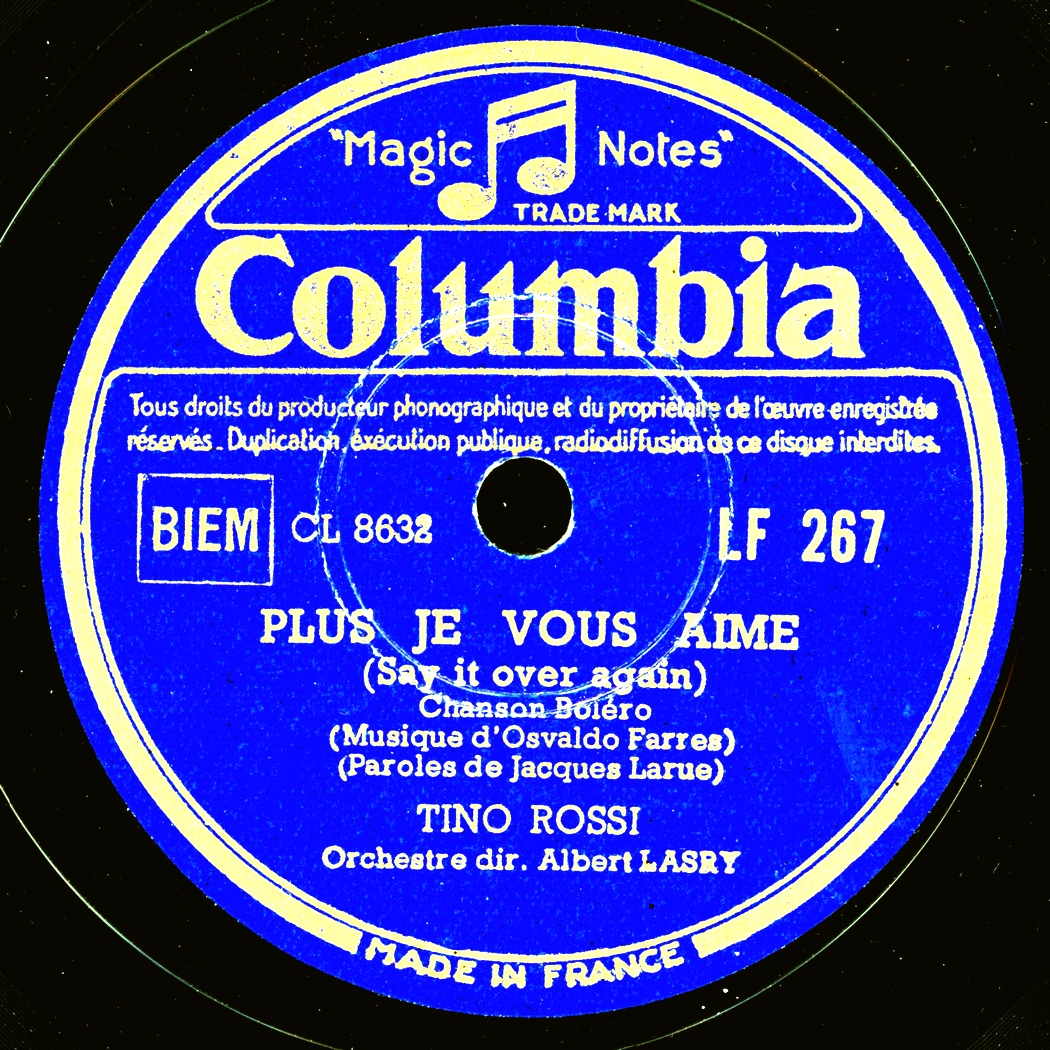 "Magic Notes"
TRADE MARK
Columbia
Tous droits du producteur phonographique et du propriétaire de l'œuvre enregistrée
réservés. Duplication, éxécution publique, radiodiffusion de ce disque interdites.
BIEM CL 8632 LF 267
PLUS JE VOUS AIME
(Say it over again)
Chanson Boléro
(Musique d'Osvaldo Farres)
(Paroles de Jacques Larue)
TINO ROSSI
Orchestre dir. Albert LASRY
MADE IN FRANCE